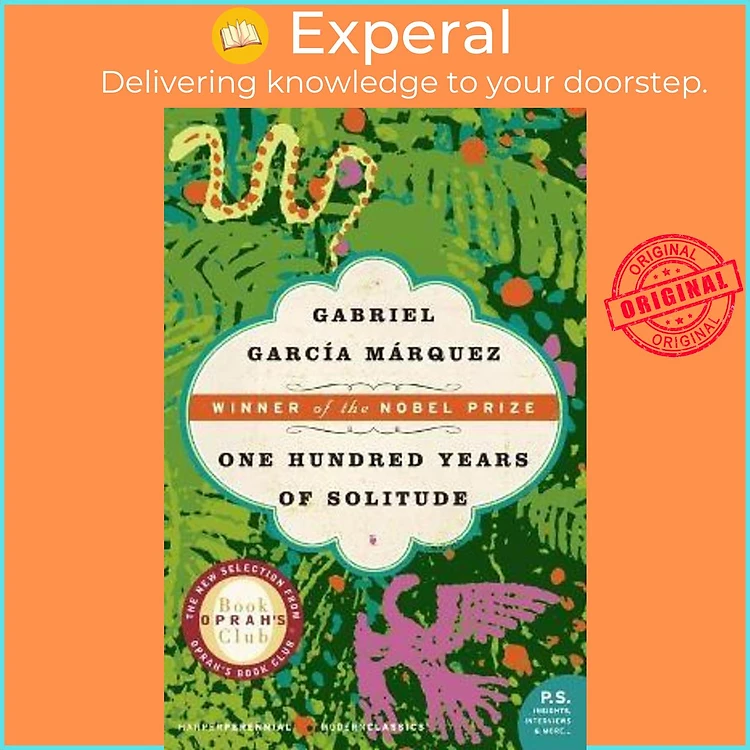 Experal
Delivering knowledge to your doorstep.
GABRIEL
GARCÍA MÁRQUEZ
WINNER of the NOBEL PRIZE
ONE HUNDRED YEARS
OF SOLITUDE
ORIGINAL
ORIGINAL
ORIGINAL
THE NEW SELECTION FROM
Book
OPRAH'S
Club
OPRAH'S BOOK CLUB
P.S.
INSIGHTS,
INTERVIEWS
& MORE...
HARPERPERENNIAL MODERNCLASSICS